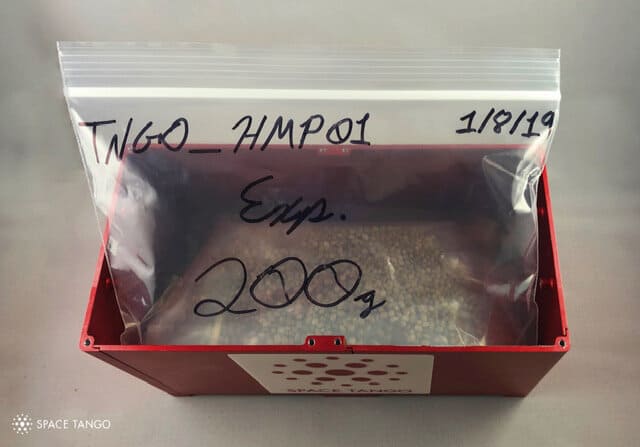 TNGO_HMP01 1/8/19
Exp.
200g
SPACE TANGO
SPACE TANGO